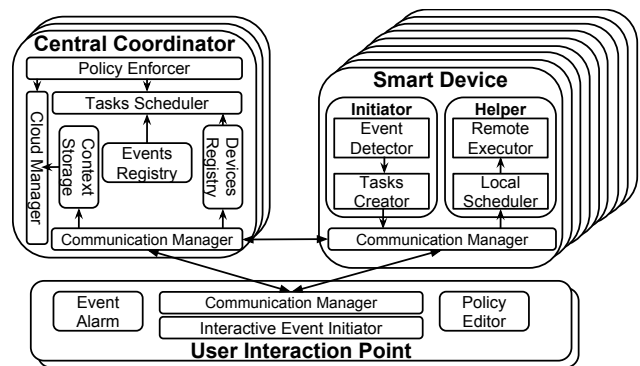 Central Coordinator
Policy Enforcer
Tasks Scheduler
Cloud Manager
Context
Storage
Events
Registry
Devices
Registry
Communication Manager
Smart Device
Initiator
Event
Detector
Tasks
Creator
Helper
Remote
Executor
Local
Scheduler
Communication Manager
Event
Alarm
Communication Manager
Interactive Event Initiator
Policy
Editor
User Interaction Point